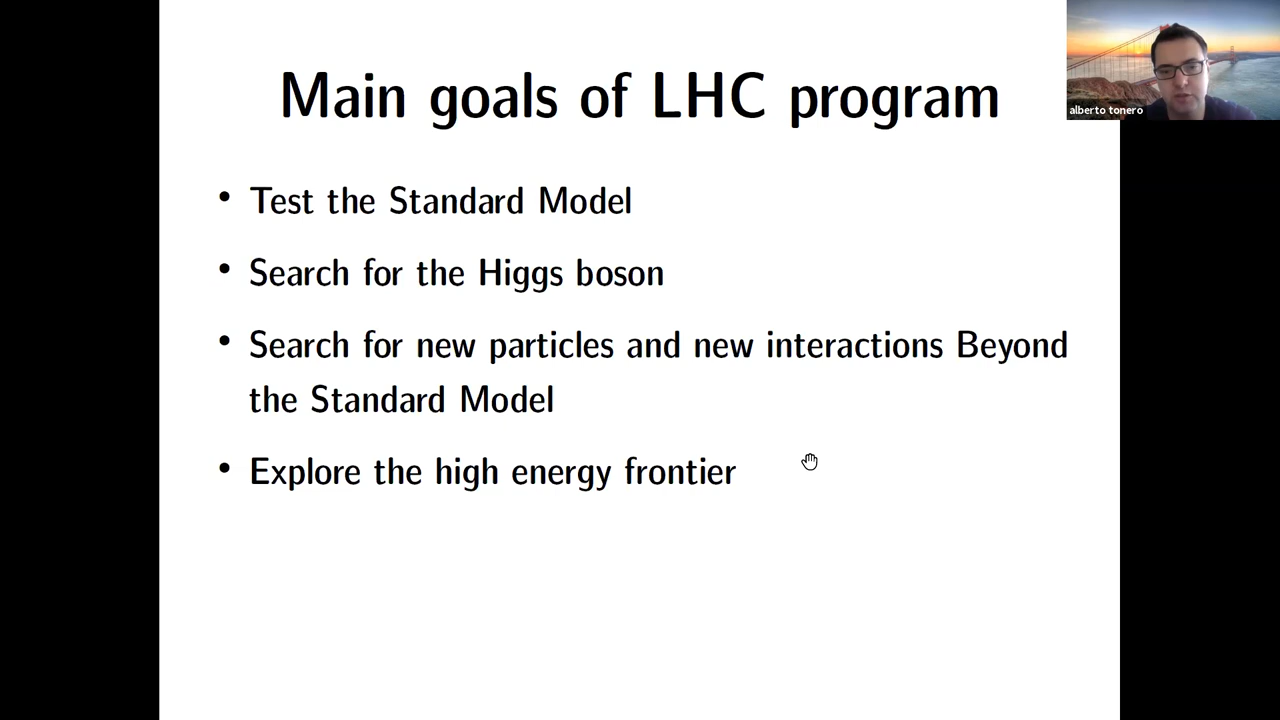 Main goals of LHC program
alberto tonero
• Test the Standard Model
• Search for the Higgs boson
• Search for new particles and new interactions Beyond
the Standard Model
• Explore the high energy frontier